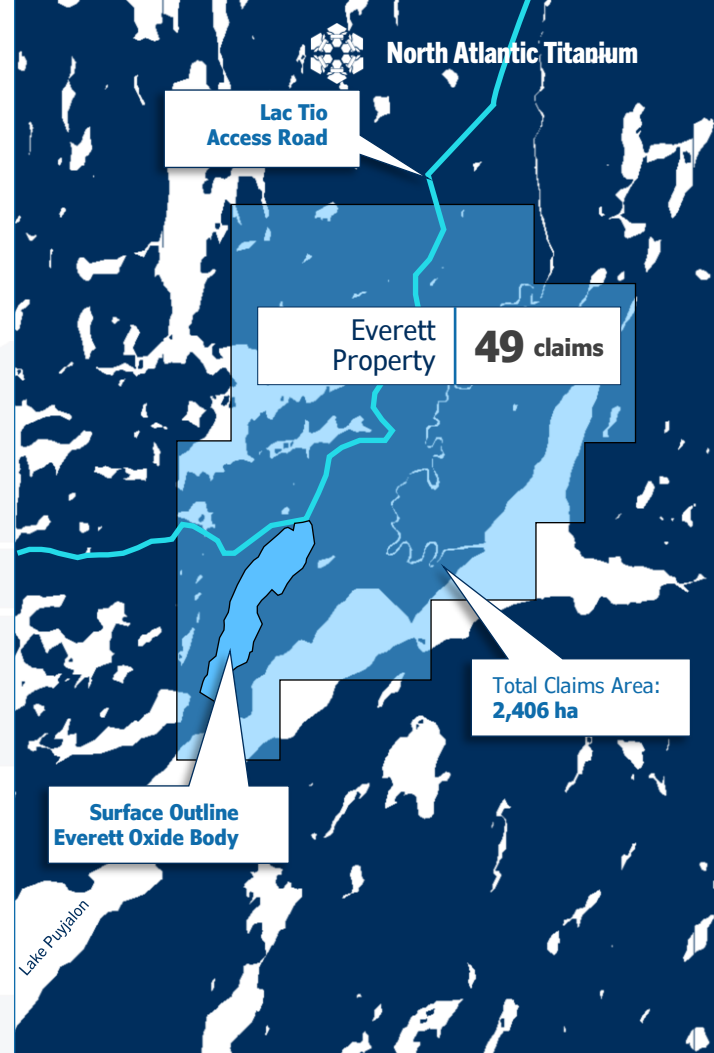 North Atlantic Titanium
Lac Tio
Access Road
Everett
Property
49 claims
Total Claims Area:
2,406 ha
Surface Outline
Everett Oxide Body
Lake Puyjalon